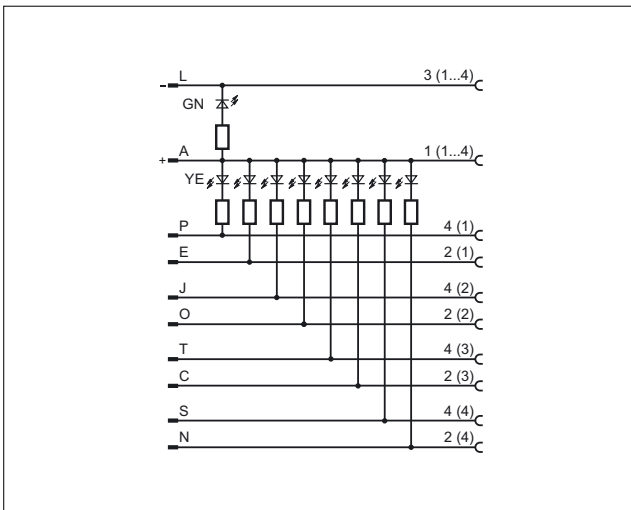 - L 3 (1...4)
GN
+ A 1 (1...4)
YE
P 4 (1)
E 2 (1)
J 4 (2)
O 2 (2)
T 4 (3)
C 2 (3)
S 4 (4)
N 2 (4)